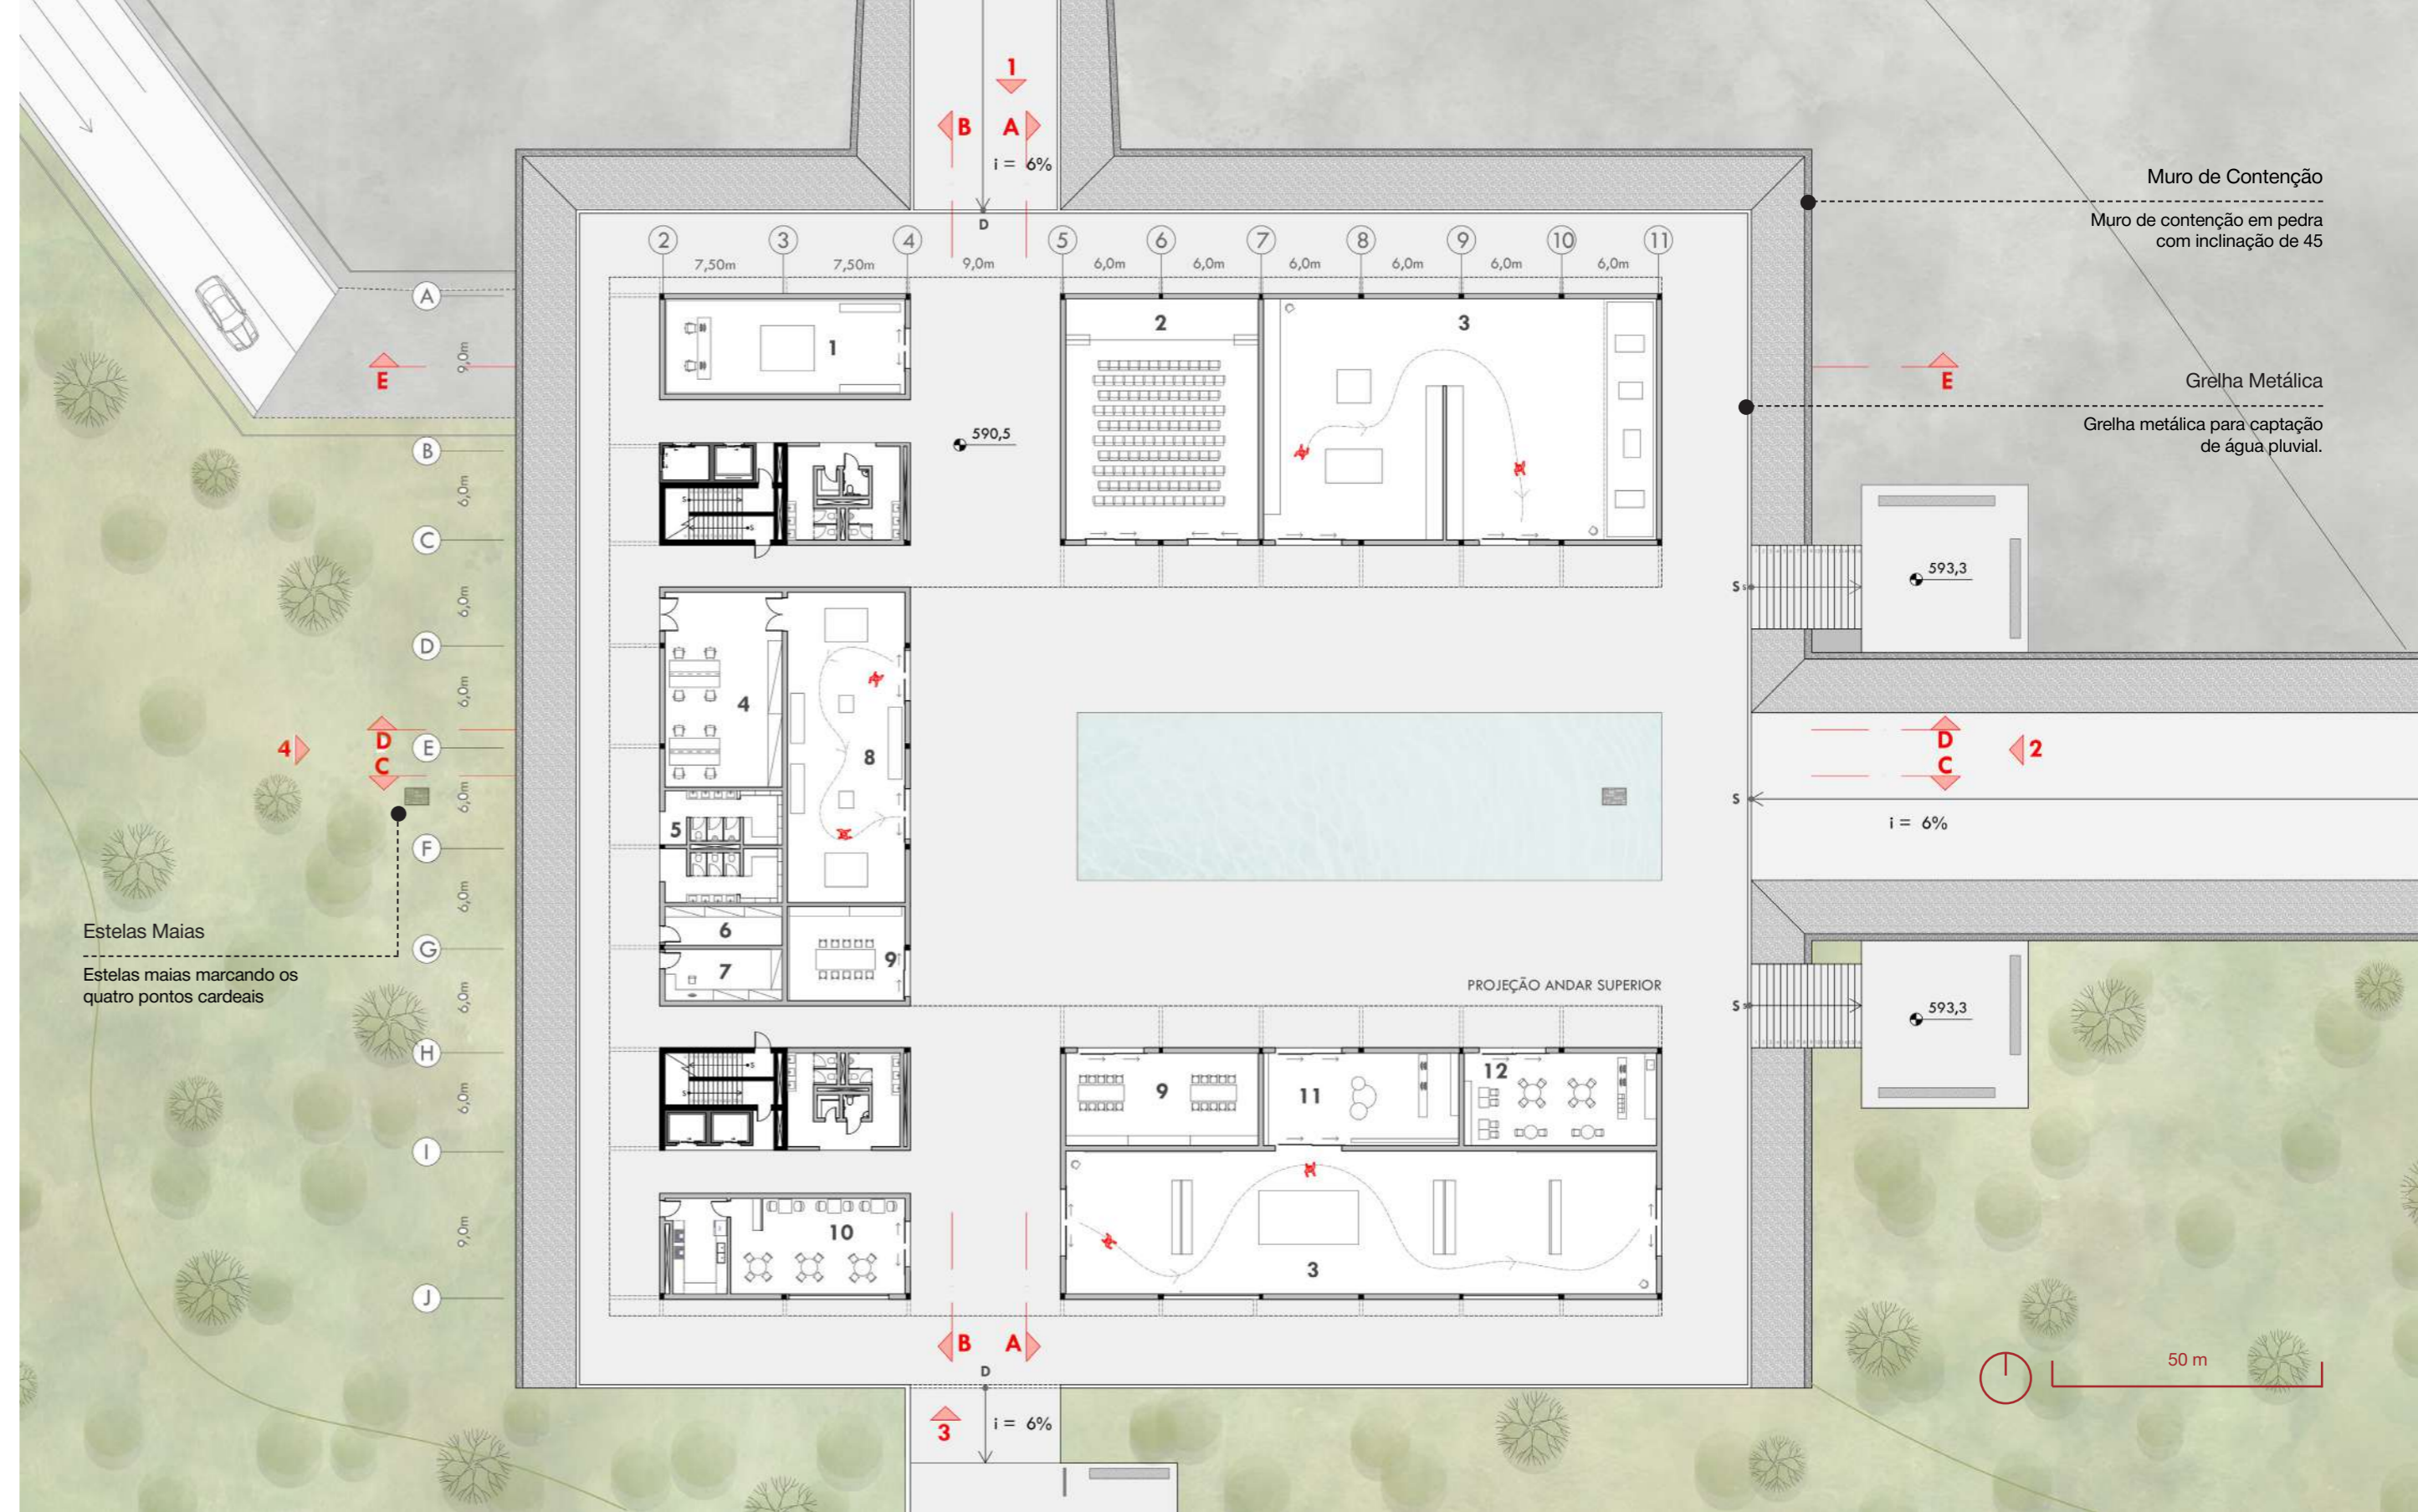 1
B A
i = 6%
D
Muro de Contenção
Muro de contenção em pedra
com inclinação de 45
2 3 4 5 6 7 8 9 10 11
7,50m 7,50m 9,0m 6,0m 6,0m 6,0m 6,0m 6,0m 6,0m
A
9,0m
E
1
2
3
E
Grelha Metálica
Grelha metálica para captação
de água pluvial.
B
590,5
6,0m
S
S
C
593,3
S
6,0m
D
6,0m
4
8
4
D
C
E
D
C
2
6,0m
S
i = 6%
5
F
6,0m
Estelas Maias
Estelas maias marcando os
quatro pontos cardeais
6
G
7
9
6,0m
PROJEÇÃO ANDAR SUPERIOR
S
593,3
H
S
S
6,0m
9
11
12
I
9,0m
10
3
J
B A
D
3
i = 6%
50 m